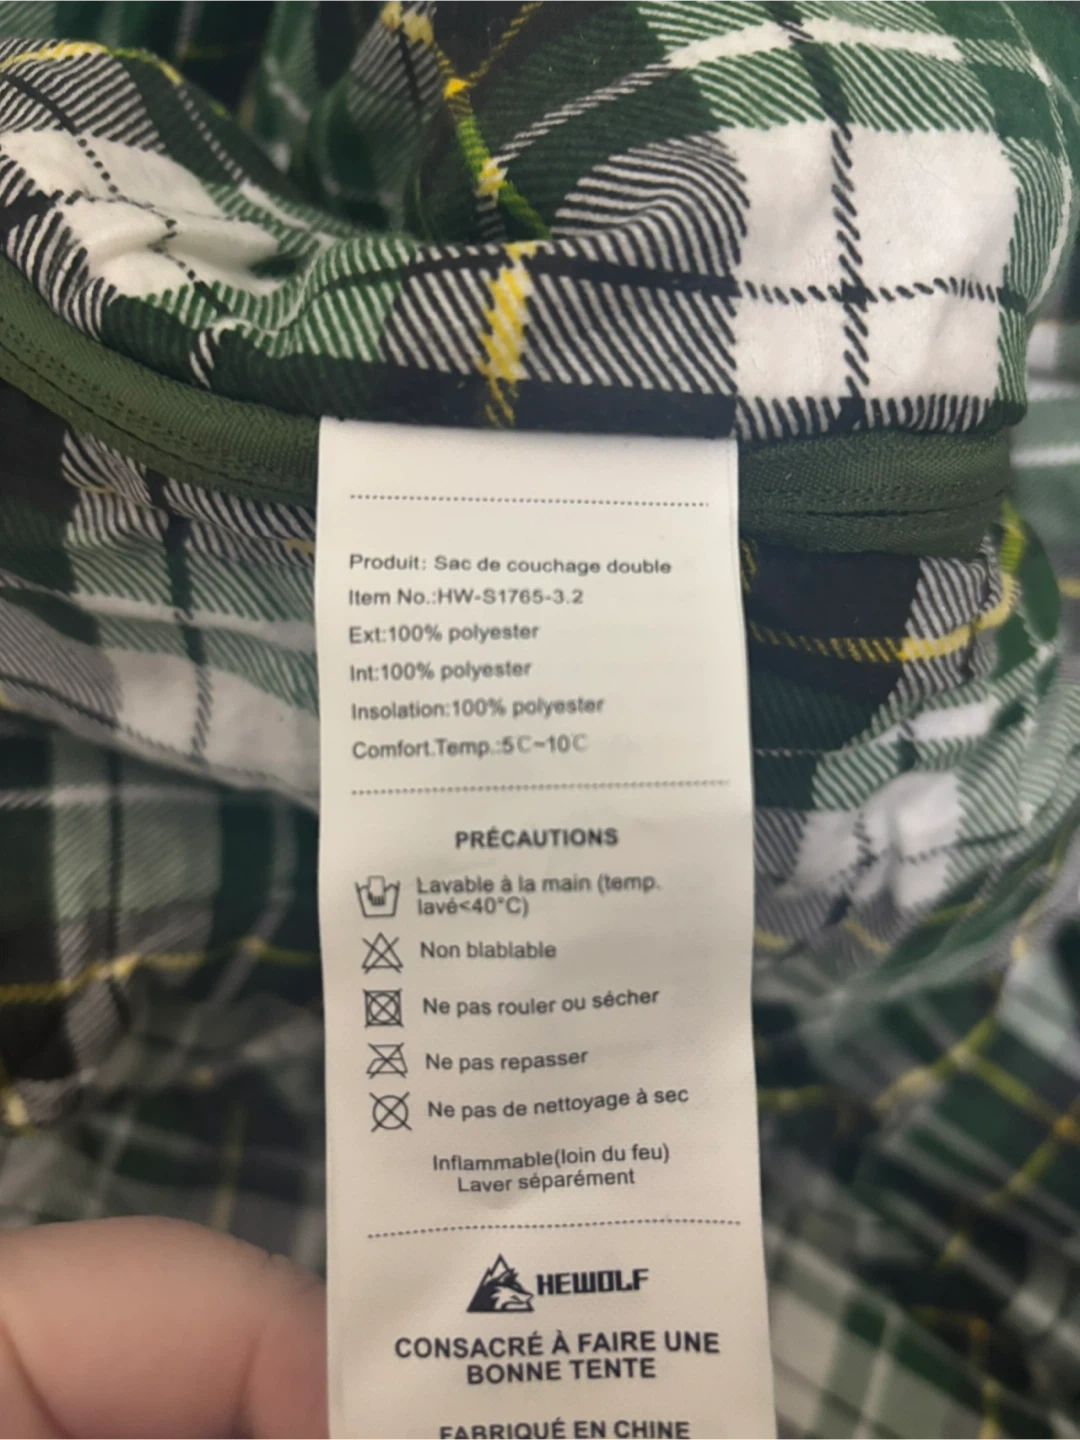 Produit: Sac de couchage double
Item No.:HW-S1765-3.2
Ext:100% polyester
Int:100% polyester
Insolation:100% polyester
Comfort.Temp.:5℃~10℃
PRÉCAUTIONS
Lavable à la main (temp.
lavé<40°C)
Non blablable
Ne pas rouler ou sécher
Ne pas repasser
Ne pas de nettoyage à sec
Inflammable(loin du feu)
Laver séparément
HEWOLF
CONSACRÉ À FAIRE UNE
BONNE TENTE
FABRIQUÉ EN CHINE